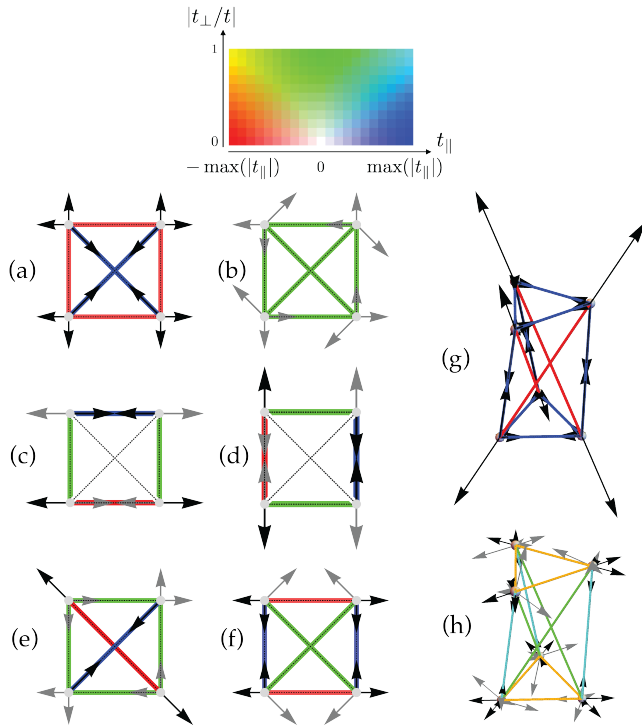 |t⊥/t|
1
0
t∥
− max(|t∥|)
0
max(|t∥|)
(a)
(b)
(c)
(d)
(e)
(f)
(g)
(h)